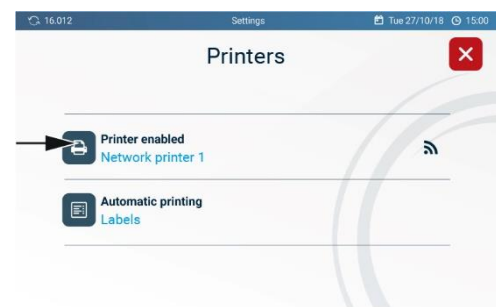 16.012 Settings Tue 27/10/18 15:00
Printers
Printer enabled
Network printer 1
Automatic printing
Labels